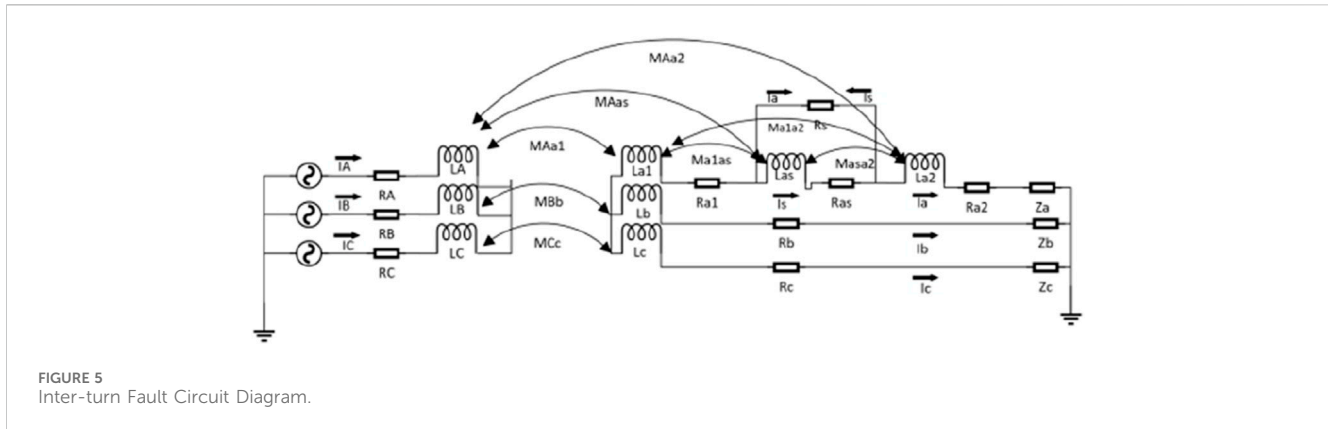 MAa2
MAas
Ia Is
Rs
Ma1a2
MAa1
Ma1as
Masa2
IA
RA
LA
La1
Ra1
Las
Is
Ras
La2
Ia
Ra2
Za
IB
RB
LB
MBb
Lb
Rb
Ib
Zb
IC
RC
LC
MCc
Lc
Rc
Ic
Zc
FIGURE 5
Inter-turn Fault Circuit Diagram.